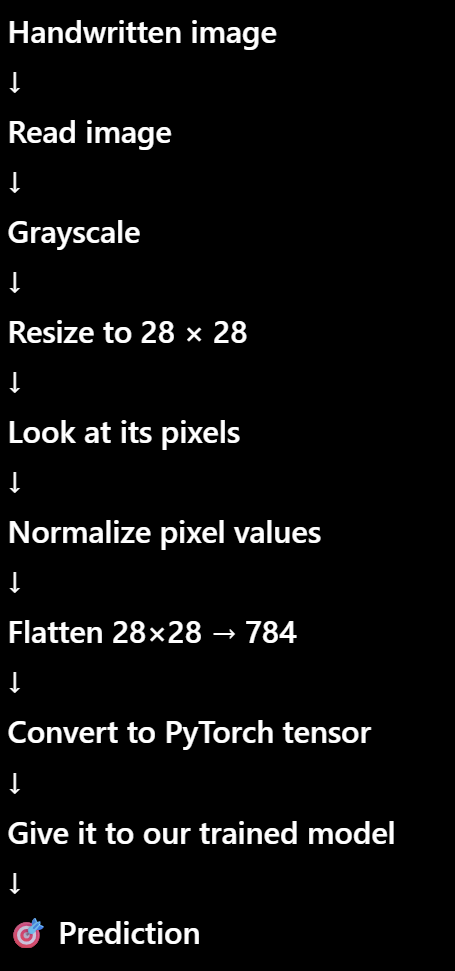 Handwritten image
↓
Read image
↓
Grayscale
↓
Resize to 28 × 28
↓
Look at its pixels
↓
Normalize pixel values
↓
Flatten 28×28 → 784
↓
Convert to PyTorch tensor
↓
Give it to our trained model
↓
🎯 Prediction